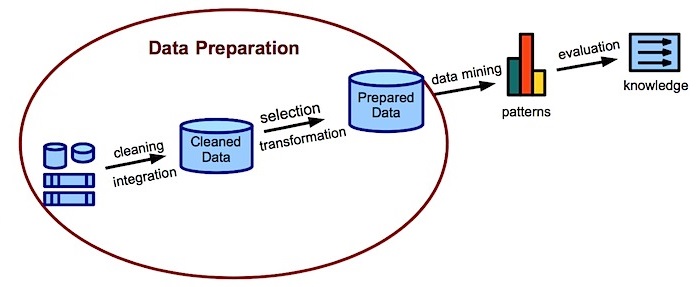 Data Preparation
cleaning
integration
Cleaned
Data
selection
transformation
Prepared
Data
data mining
patterns
evaluation
knowledge